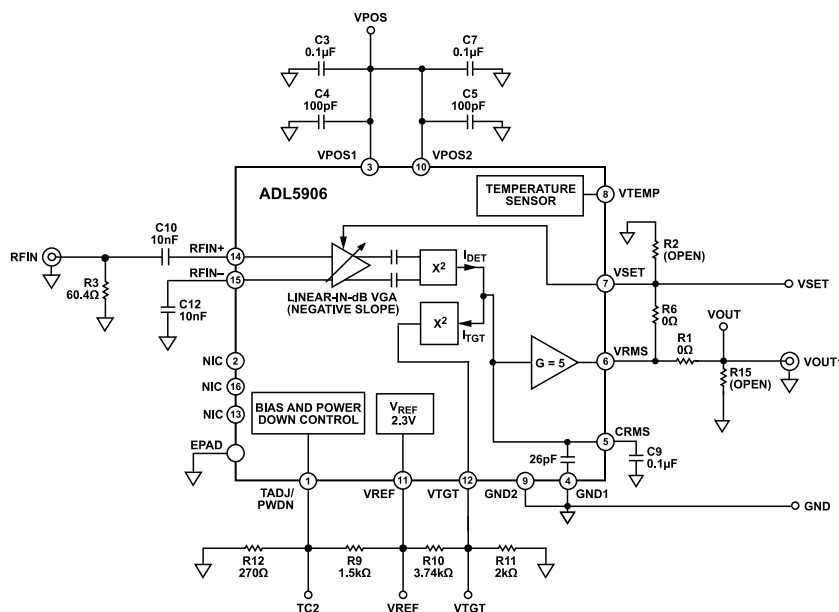 VPOS
C3
0.1µF
C7
0.1µF
C4
100pF
C5
100pF
VPOS1
VPOS2
3
10
ADL5906
TEMPERATURE
SENSOR
8
VTEMP
C10
10nF
RFIN+
RFIN
14
RFIN–
15
R3
60.4Ω
C12
10nF
X²
IDET
LINEAR-IN-dB VGA
(NEGATIVE SLOPE)
X²
ITGT
R2
(OPEN)
VSET
7
VSET
R6
0Ω
VOUT
R1
0Ω
G = 5
6
VRMS
VOUT1
R15
(OPEN)
NIC
2
NIC
16
NIC
13
EPAD
BIAS AND POWER
DOWN CONTROL
VREF
2.3V
26pF
CRMS
5
C9
0.1µF
1
11
12
9
4
TADJ/
PWDN
VREF
VTGT
GND2
GND1
GND
R12
270Ω
R9
1.5kΩ
R10
3.74kΩ
R11
2kΩ
TC2
VREF
VTGT